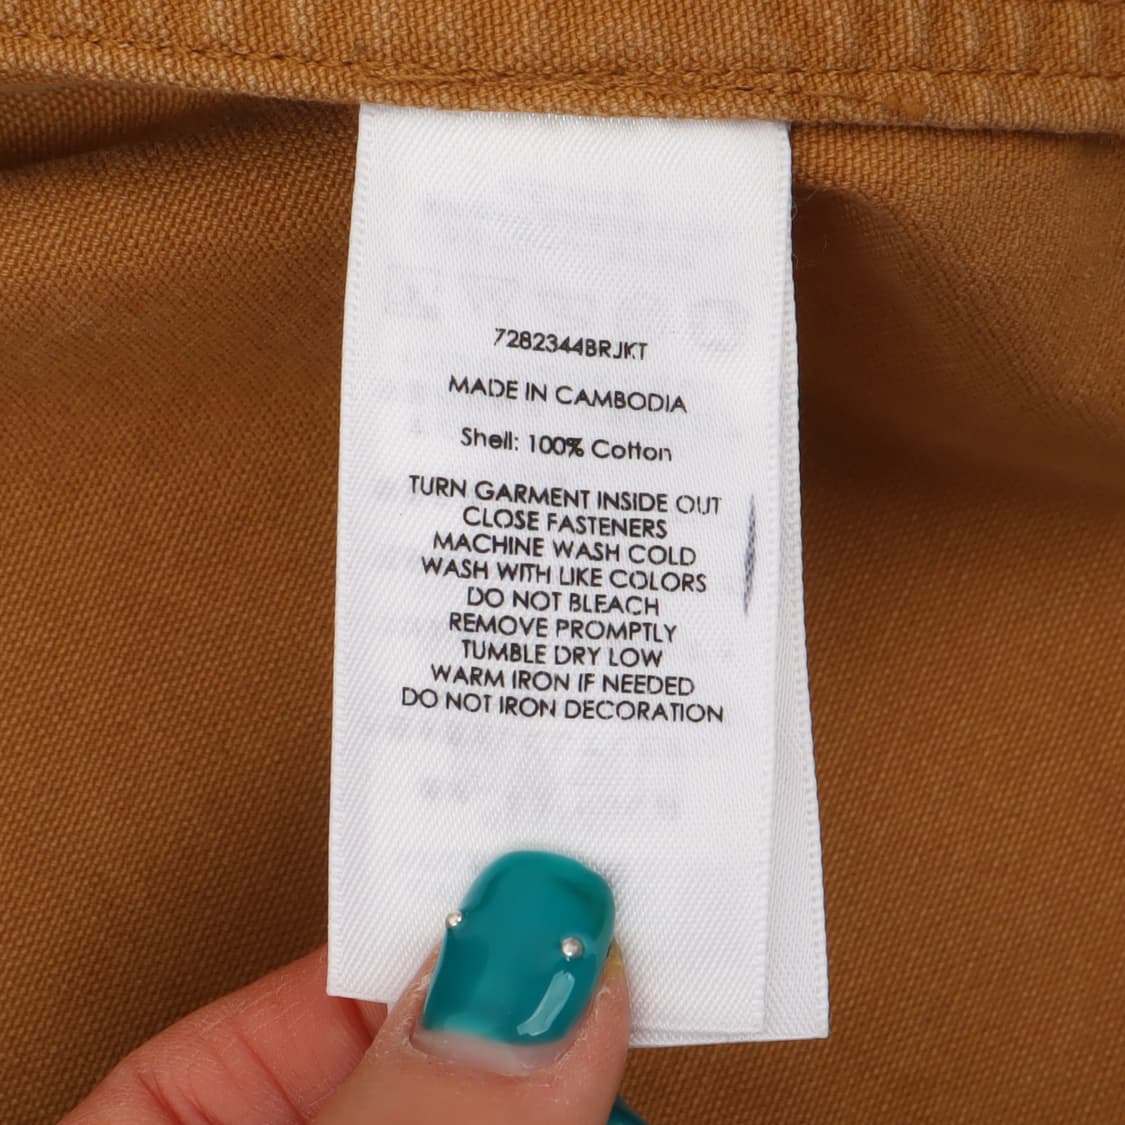 7282344BRJKT
MADE IN CAMBODIA
Shell: 100% Cotton
TURN GARMENT INSIDE OUT
CLOSE FASTENERS
MACHINE WASH COLD
WASH WITH LIKE COLORS
DO NOT BLEACH
REMOVE PROMPTLY
TUMBLE DRY LOW
WARM IRON IF NEEDED
DO NOT IRON DECORATION